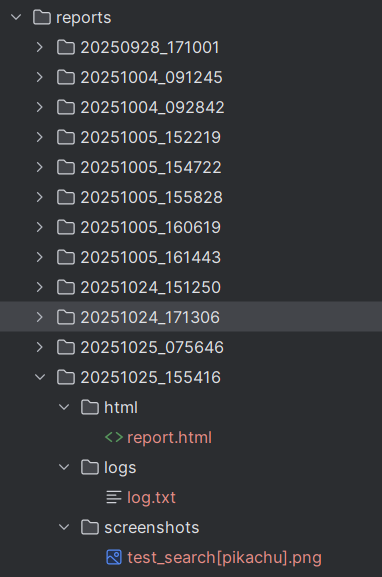 reports
20250928_171001
20251004_091245
20251004_092842
20251005_152219
20251005_154722
20251005_155828
20251005_160619
20251005_161443
20251024_151250
20251024_171306
20251025_075646
20251025_155416
html
report.html
logs
log.txt
screenshots
test_search[pikachu].png